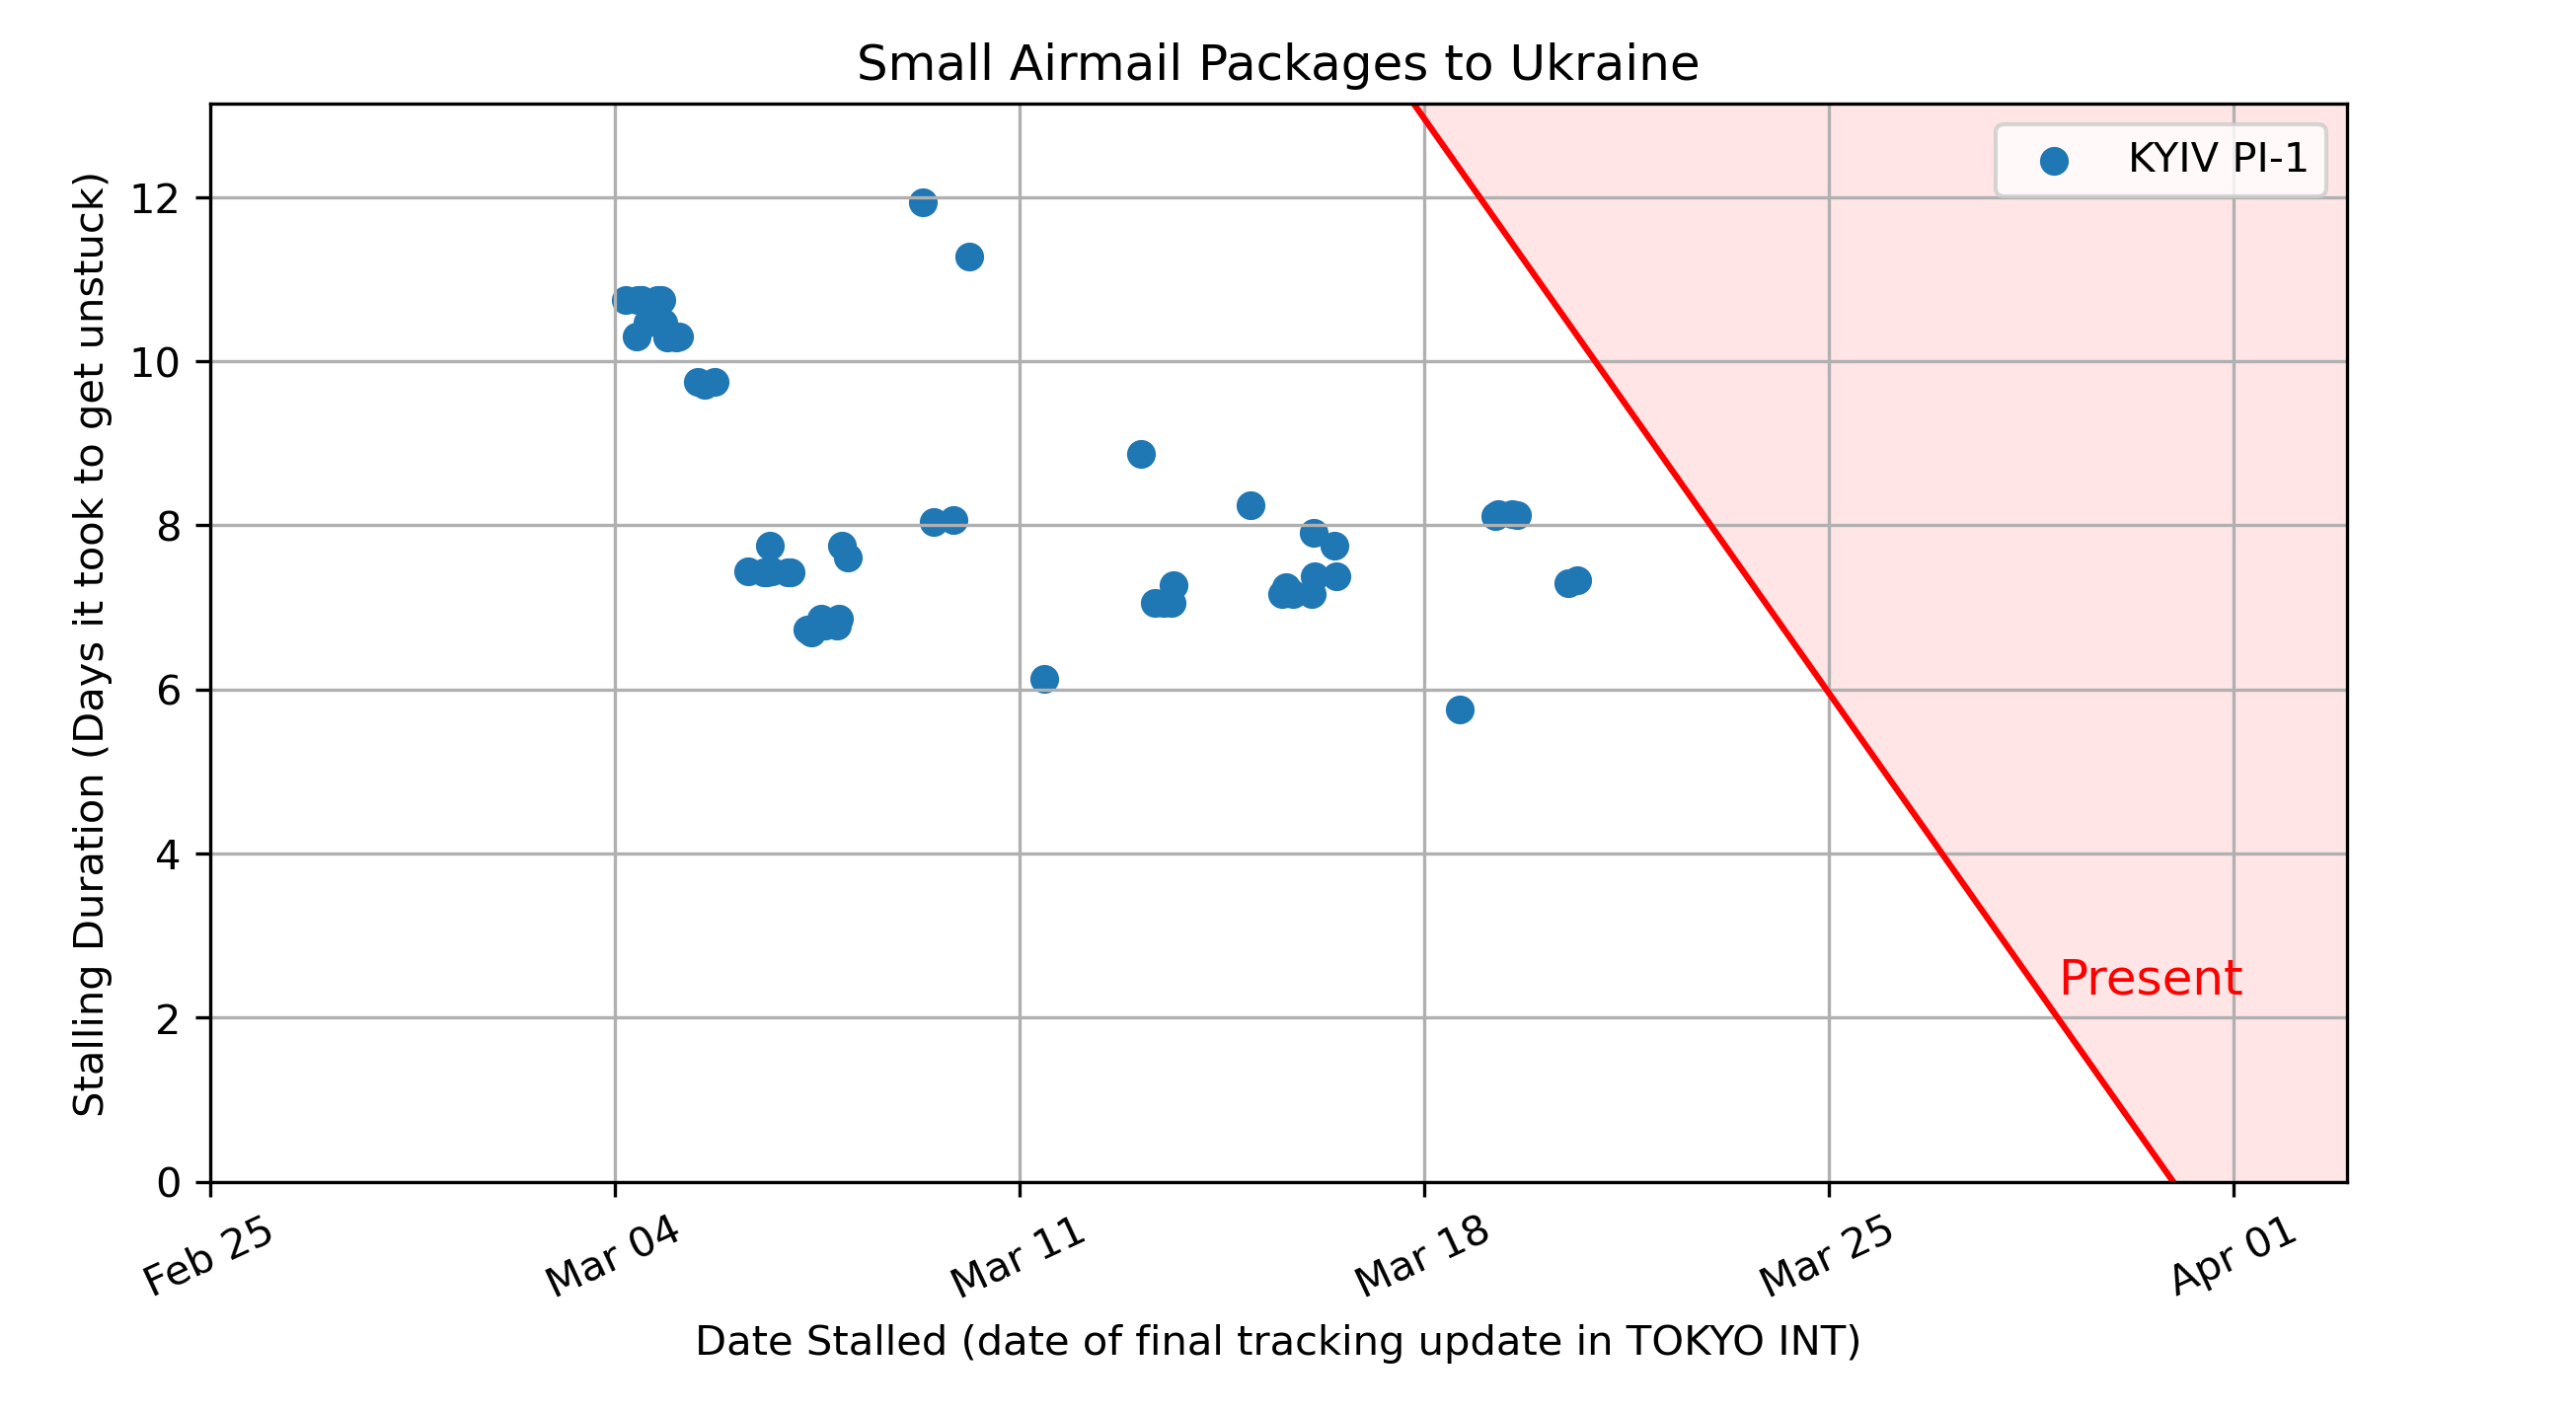 Small Airmail Packages to Ukraine
KYIV PI-1
Stalling Duration (Days it took to get unstuck)
12
10
8
6
4
2
0
Present
Feb 25
Mar 04
Mar 11
Mar 18
Mar 25
Apr 01
Date Stalled (date of final tracking update in TOKYO INT)